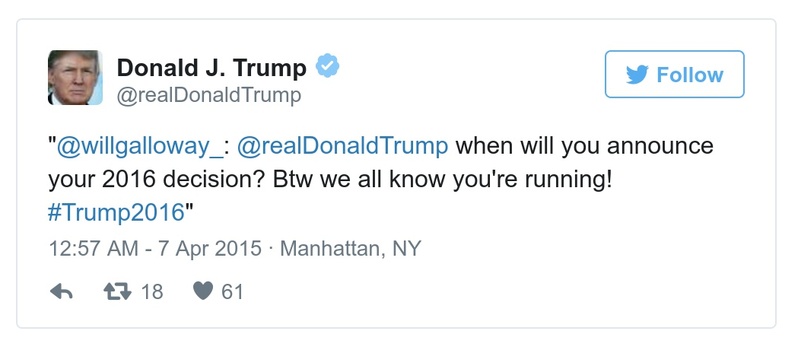 Donald J. Trump
@realDonaldTrump
Follow
"@willgalloway_: @realDonaldTrump when will you announce
your 2016 decision? Btw we all know you're running!
#Trump2016"
12:57 AM - 7 Apr 2015 · Manhattan, NY
18 61